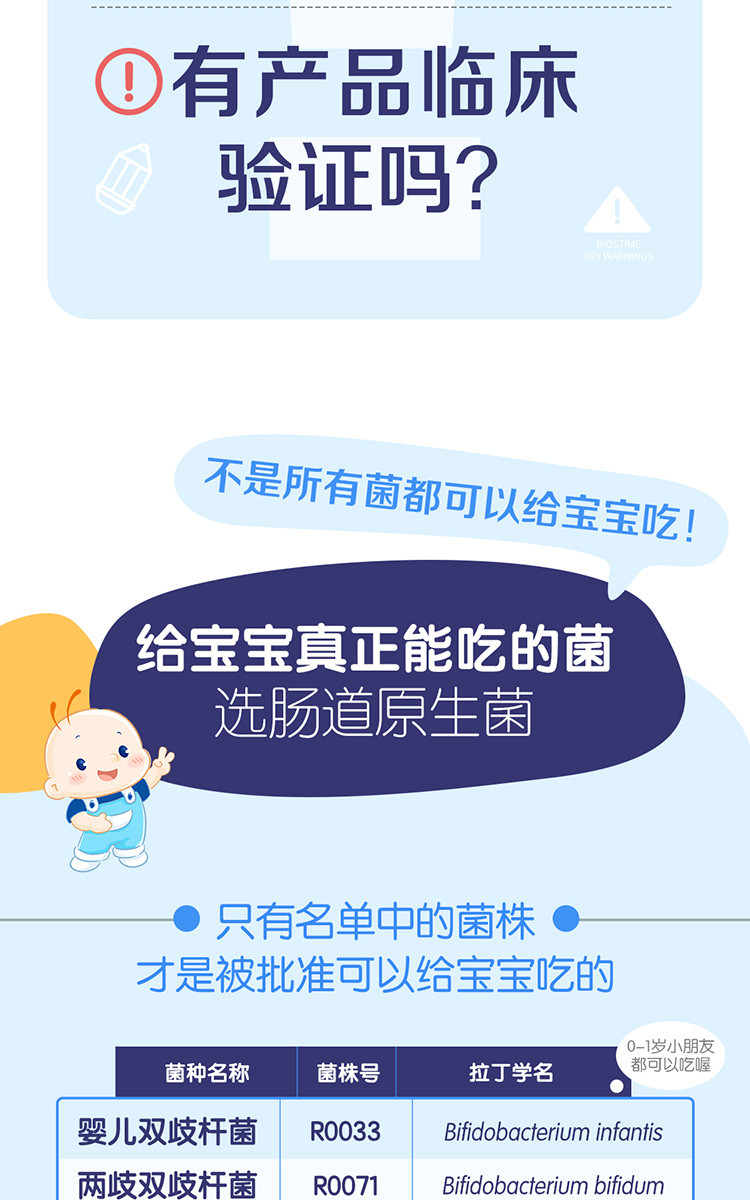 有产品临床
验证吗?
BIOSTIME
KEY WARNINGS
不是所有菌都可以给宝宝吃!
给宝宝真正能吃的菌
选肠道原生菌
只有名单中的菌株
才是被批准可以给宝宝吃的
0-1岁小朋友
都可以吃喔
菌种名称 菌株号 拉丁学名
婴儿双歧杆菌 R0033 Bifidobacterium infantis
两歧双歧杆菌 R0071 Bifidobacterium bifidum